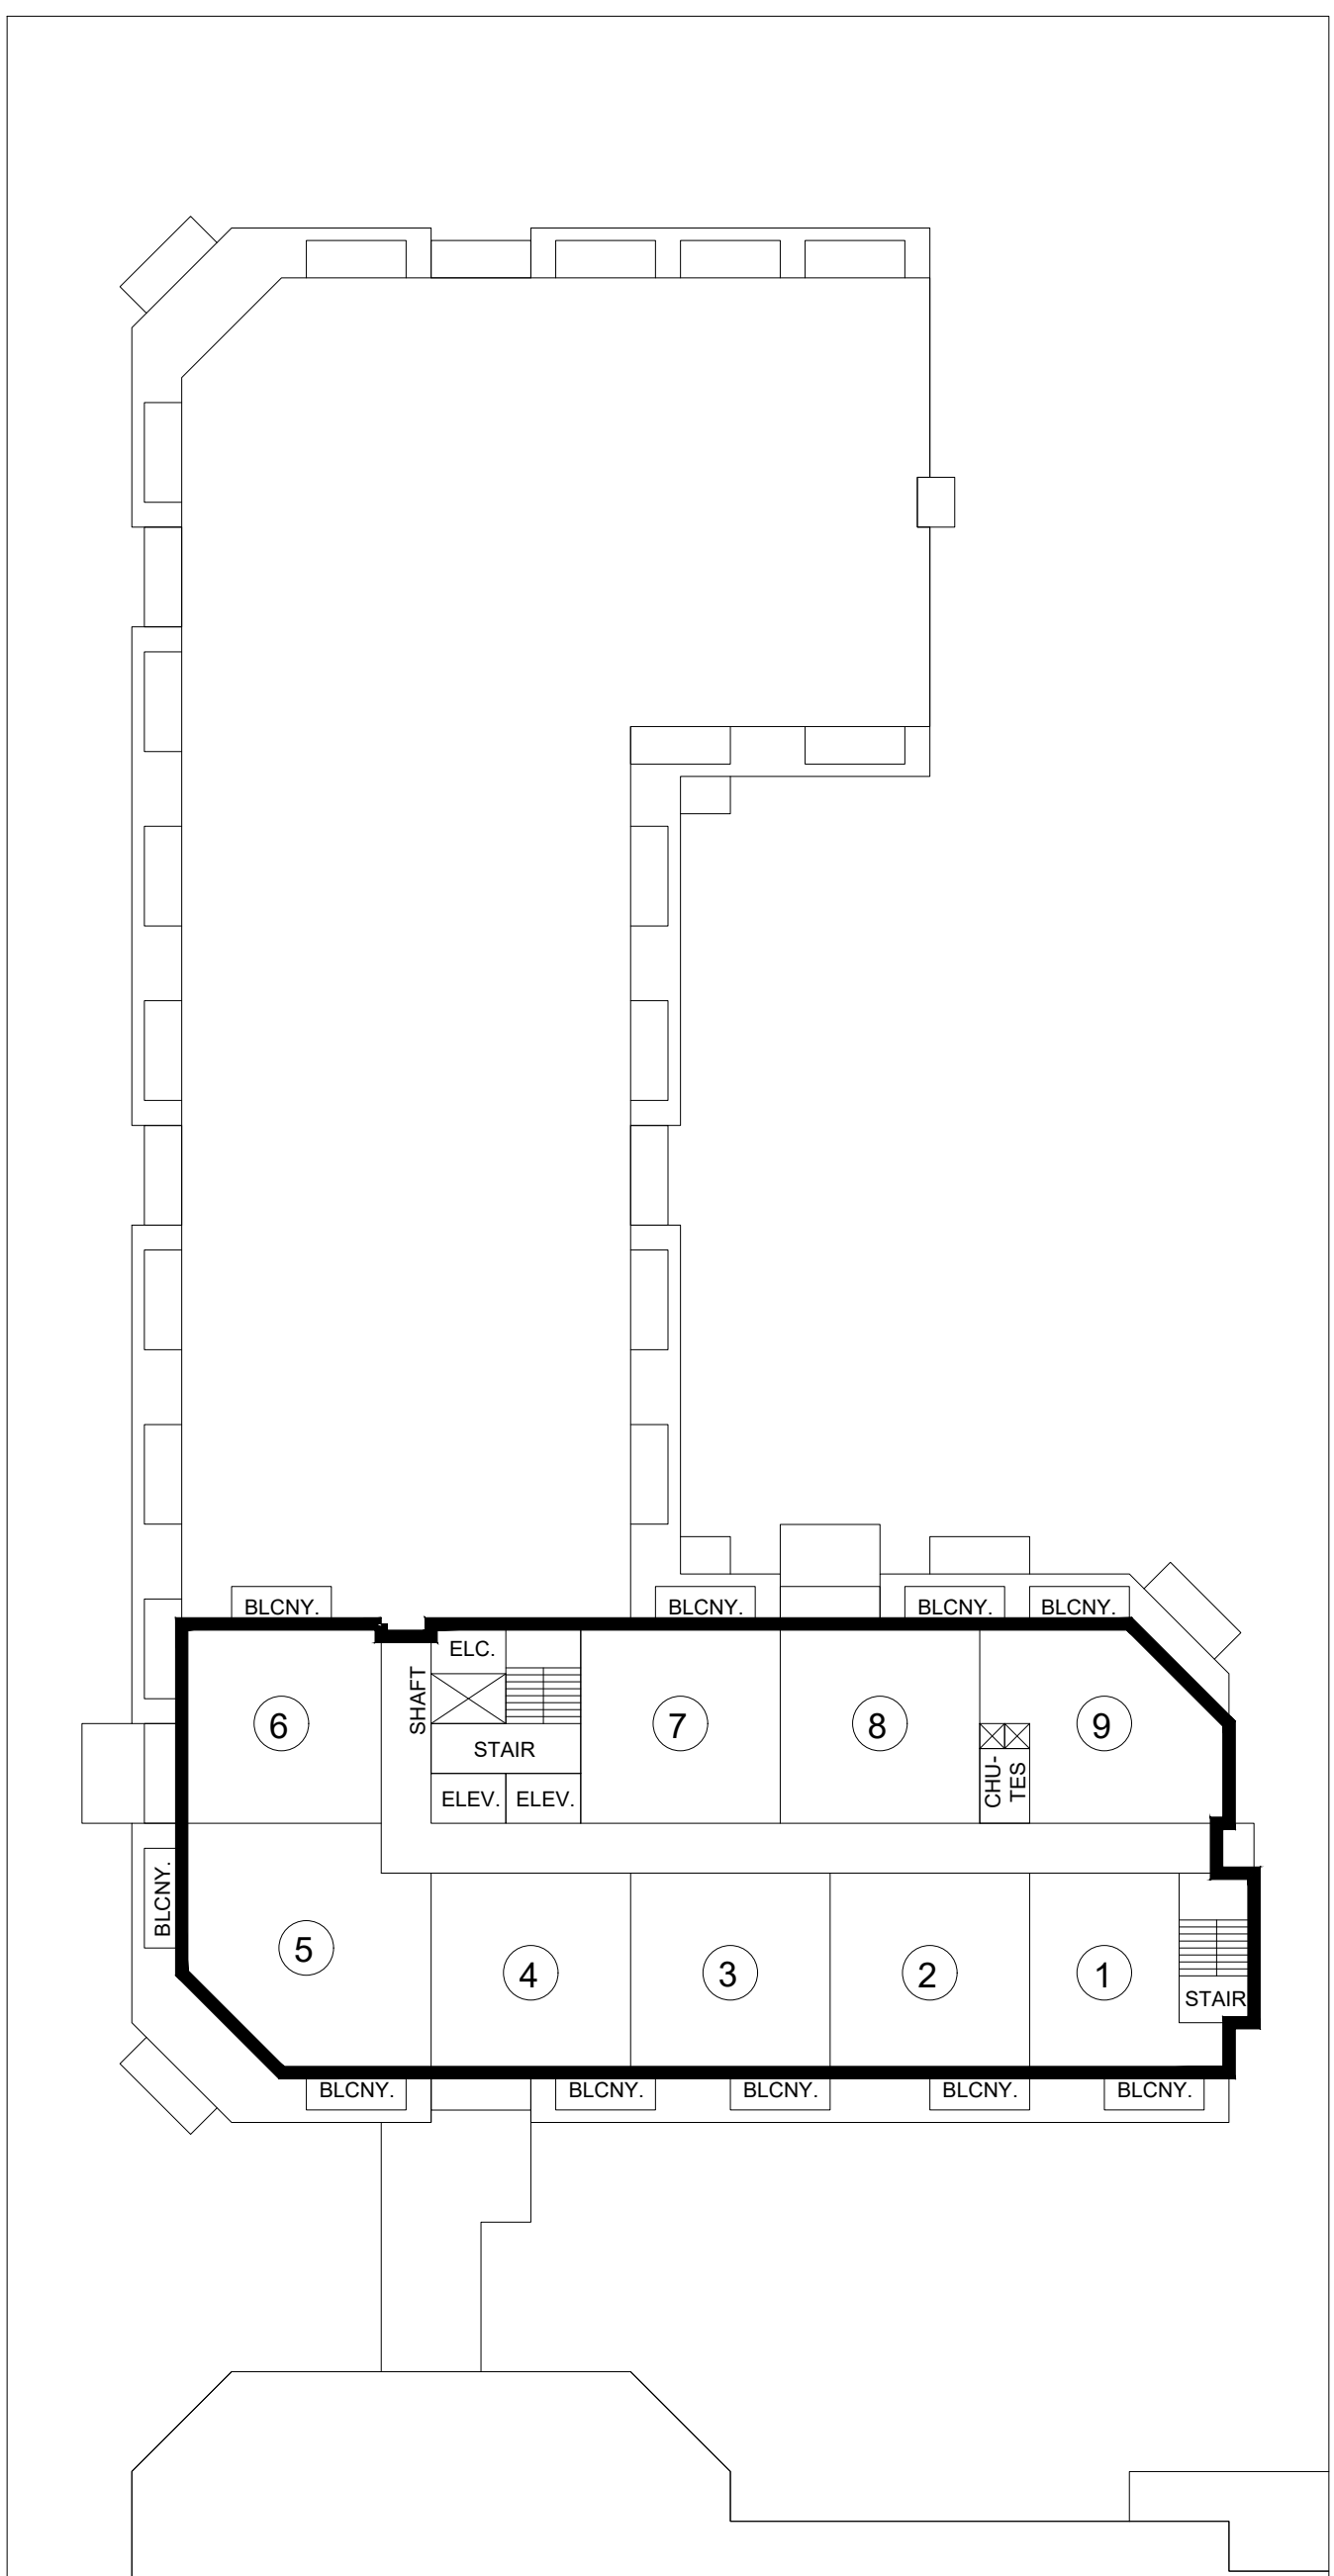 BLCNY.
BLCNY.
BLCNY.
BLCNY.
ELC.
SHAFT
6
7
8
9
STAIR
CHU-
TES
ELEV.
ELEV.
BLCNY.
5
4
3
2
1
STAIR
BLCNY.
BLCNY.
BLCNY.
BLCNY.
BLCNY.